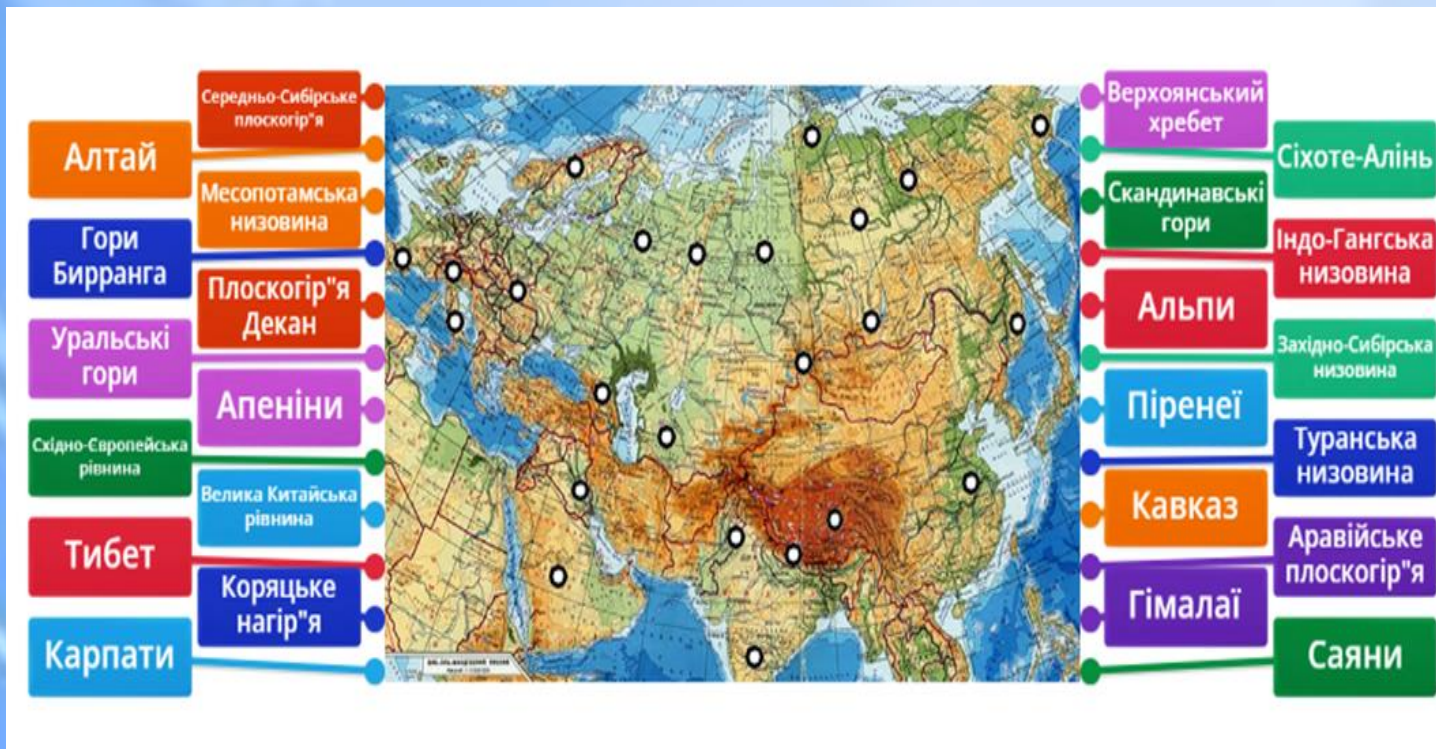 Середньо-Сибірське
плоскогір"я
Алтай
Месопотамська
низовина
Гори
Бирранга
Плоскогір"я
Декан
Уральські
гори
Апеніни
Східно-Європейська
рівнина
Велика Китайська
рівнина
Тибет
Коряцьке
нагір"я
Карпати
Верхоянський
хребет
Сіхоте-Алінь
Скандинавські
гори
Індо-Гангська
низовина
Альпи
Західно-Сибірська
низовина
Піренеї
Туранська
низовина
Кавказ
Аравійське
плоскогір"я
Гімалаї
Саяни